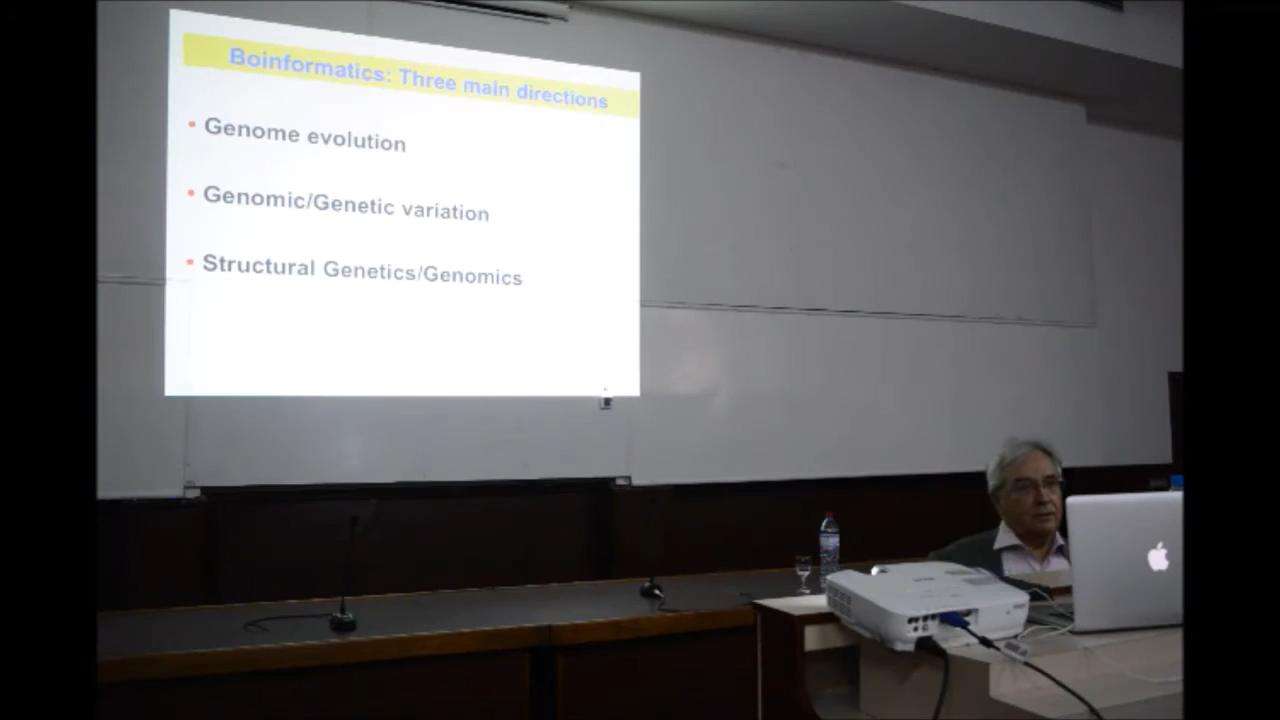 Boinformatics: Three main directions
• Genome evolution
• Genomic/Genetic variation
• Structural Genetics/Genomics